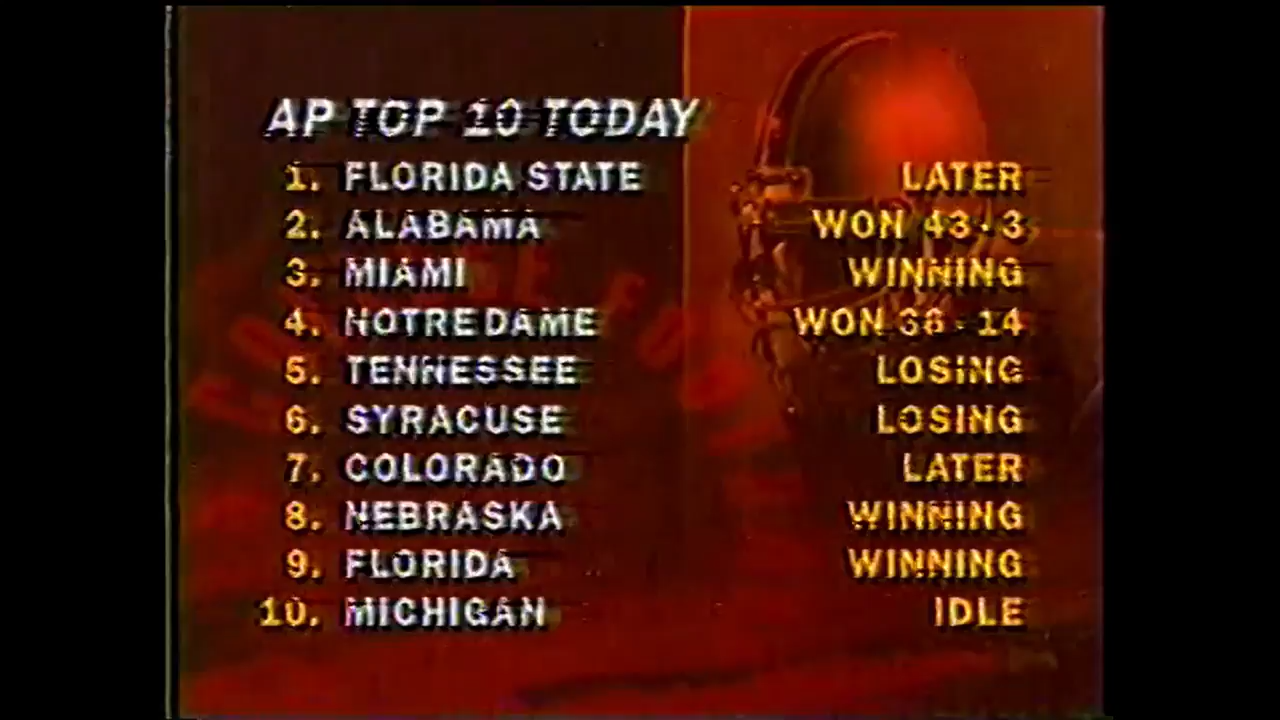 AP TOP 10 TODAY
1. FLORIDA STATE LATER
2. ALABAMA WON 43-3
3. MIAMI WINNING
4. NOTRE DAME WON 36-14
5. TENNESSEE LOSING
6. SYRACUSE LOSING
7. COLORADO LATER
8. NEBRASKA WINNING
9. FLORIDA WINNING
10. MICHIGAN IDLE